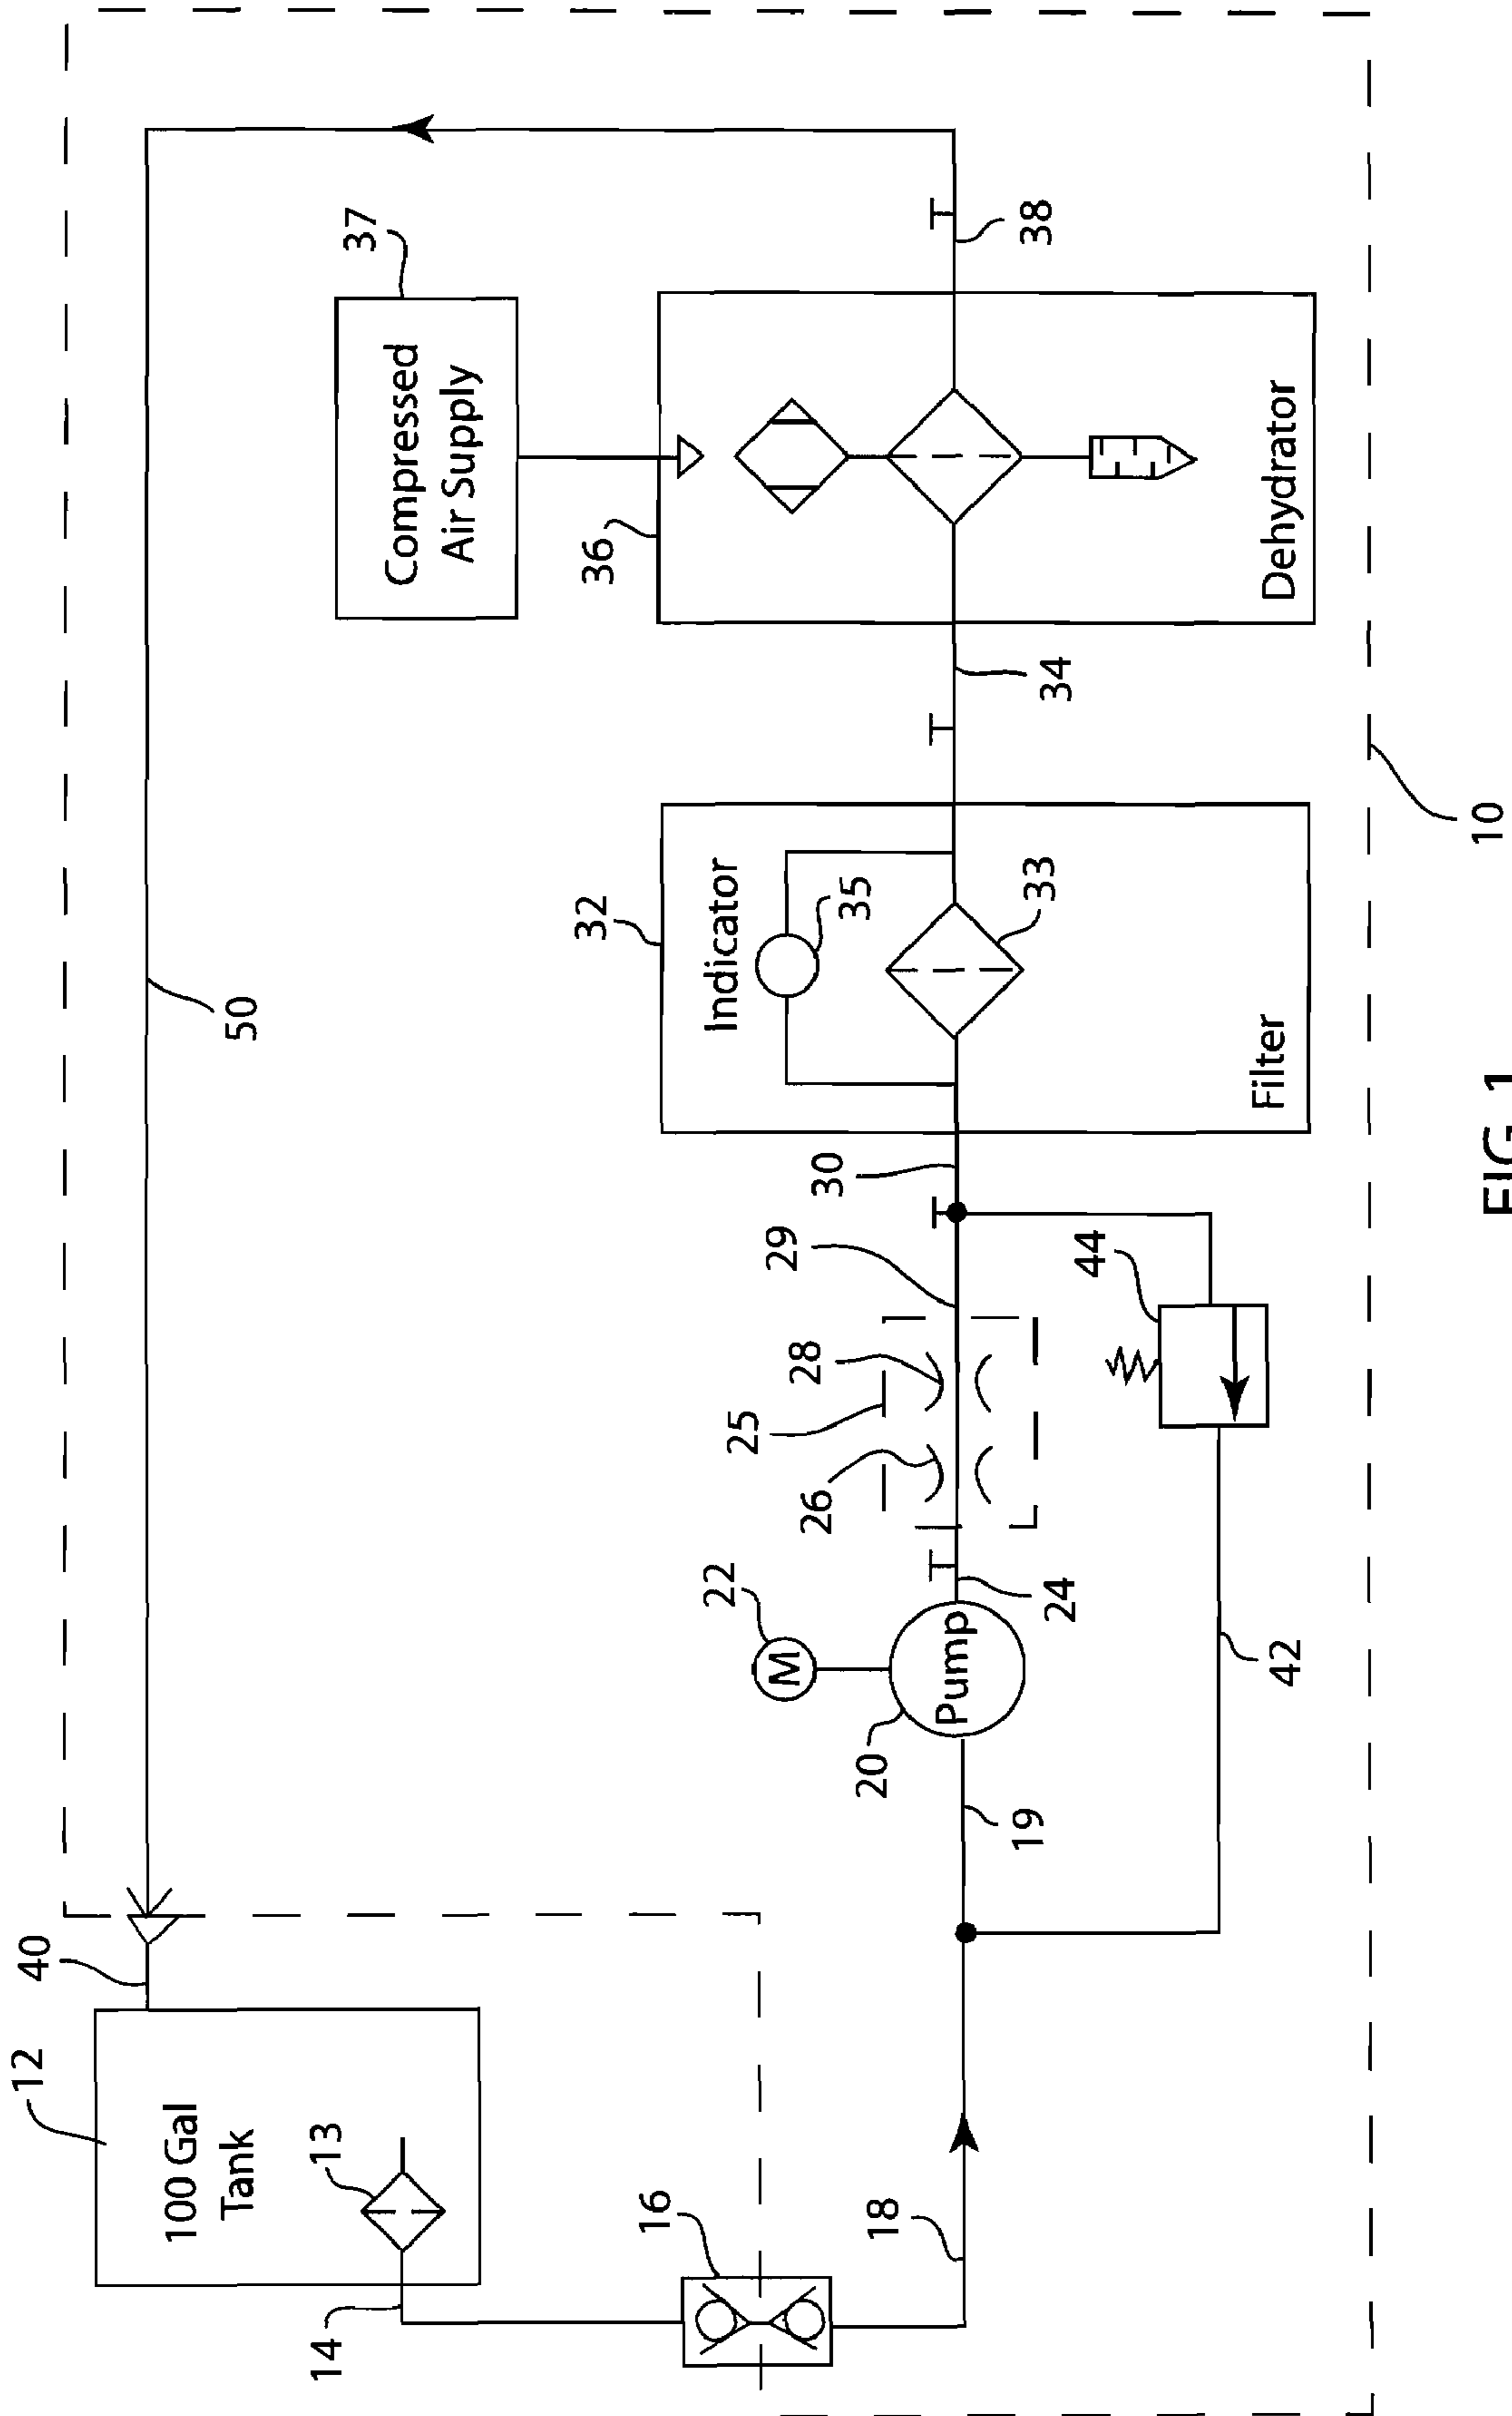 12
100 Gal
Tank
13
14
40
16
18
50
19
20
Pump
M
22
24
26
25
28
29
30
44
42
32
Indicator
35
33
Filter
34
37
Compressed
Air Supply
36
Dehydrator
38
10
FIG. 1